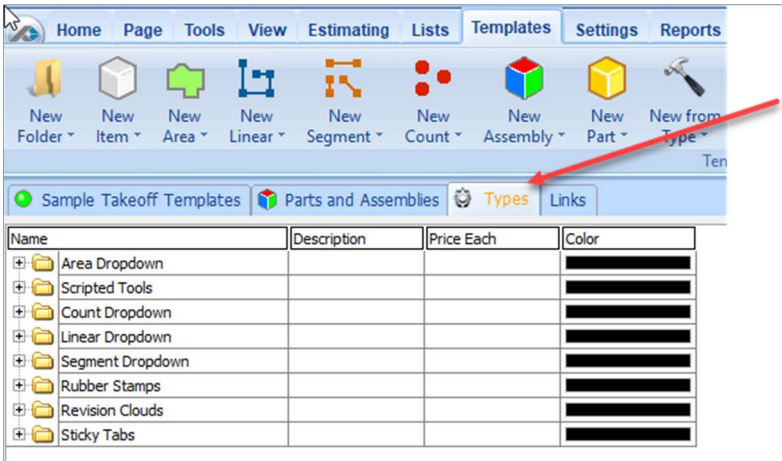 Home Page Tools View Estimating Lists Templates Settings Reports
New Folder New Item New Area New Linear New Segment New Count New Assembly New Part New from Type
Ten
Sample Takeoff Templates Parts and Assemblies Types Links
Name Description Price Each Color
Area Dropdown
Scripted Tools
Count Dropdown
Linear Dropdown
Segment Dropdown
Rubber Stamps
Revision Clouds
Sticky Tabs